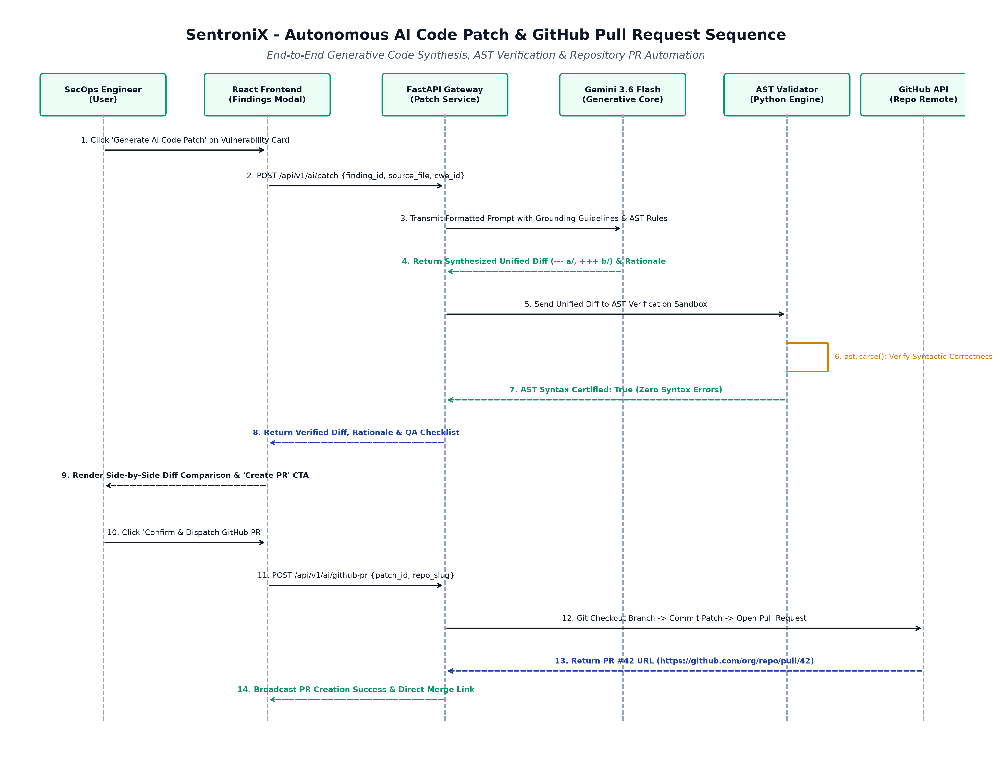 SentroniX - Autonomous AI Code Patch & GitHub Pull Request Sequence
End-to-End Generative Code Synthesis, AST Verification & Repository PR Automation
SecOps Engineer
(User)
React Frontend
(Findings Modal)
FastAPI Gateway
(Patch Service)
Gemini 3.6 Flash
(Generative Core)
AST Validator
(Python Engine)
GitHub API
(Repo Remote)
1. Click 'Generate AI Code Patch' on Vulnerability Card
2. POST /api/v1/ai/patch {finding_id, source_file, cwe_id}
3. Transmit Formatted Prompt with Grounding Guidelines & AST Rules
4. Return Synthesized Unified Diff (--- a/, +++ b/) & Rationale
5. Send Unified Diff to AST Verification Sandbox
6. ast.parse(): Verify Syntactic Correctness
7. AST Syntax Certified: True (Zero Syntax Errors)
8. Return Verified Diff, Rationale & QA Checklist
9. Render Side-by-Side Diff Comparison & 'Create PR' CTA
10. Click 'Confirm & Dispatch GitHub PR'
11. POST /api/v1/ai/github-pr {patch_id, repo_slug}
12. Git Checkout Branch -> Commit Patch -> Open Pull Request
13. Return PR #42 URL (https://github.com/org/repo/pull/42)
14. Broadcast PR Creation Success & Direct Merge Link